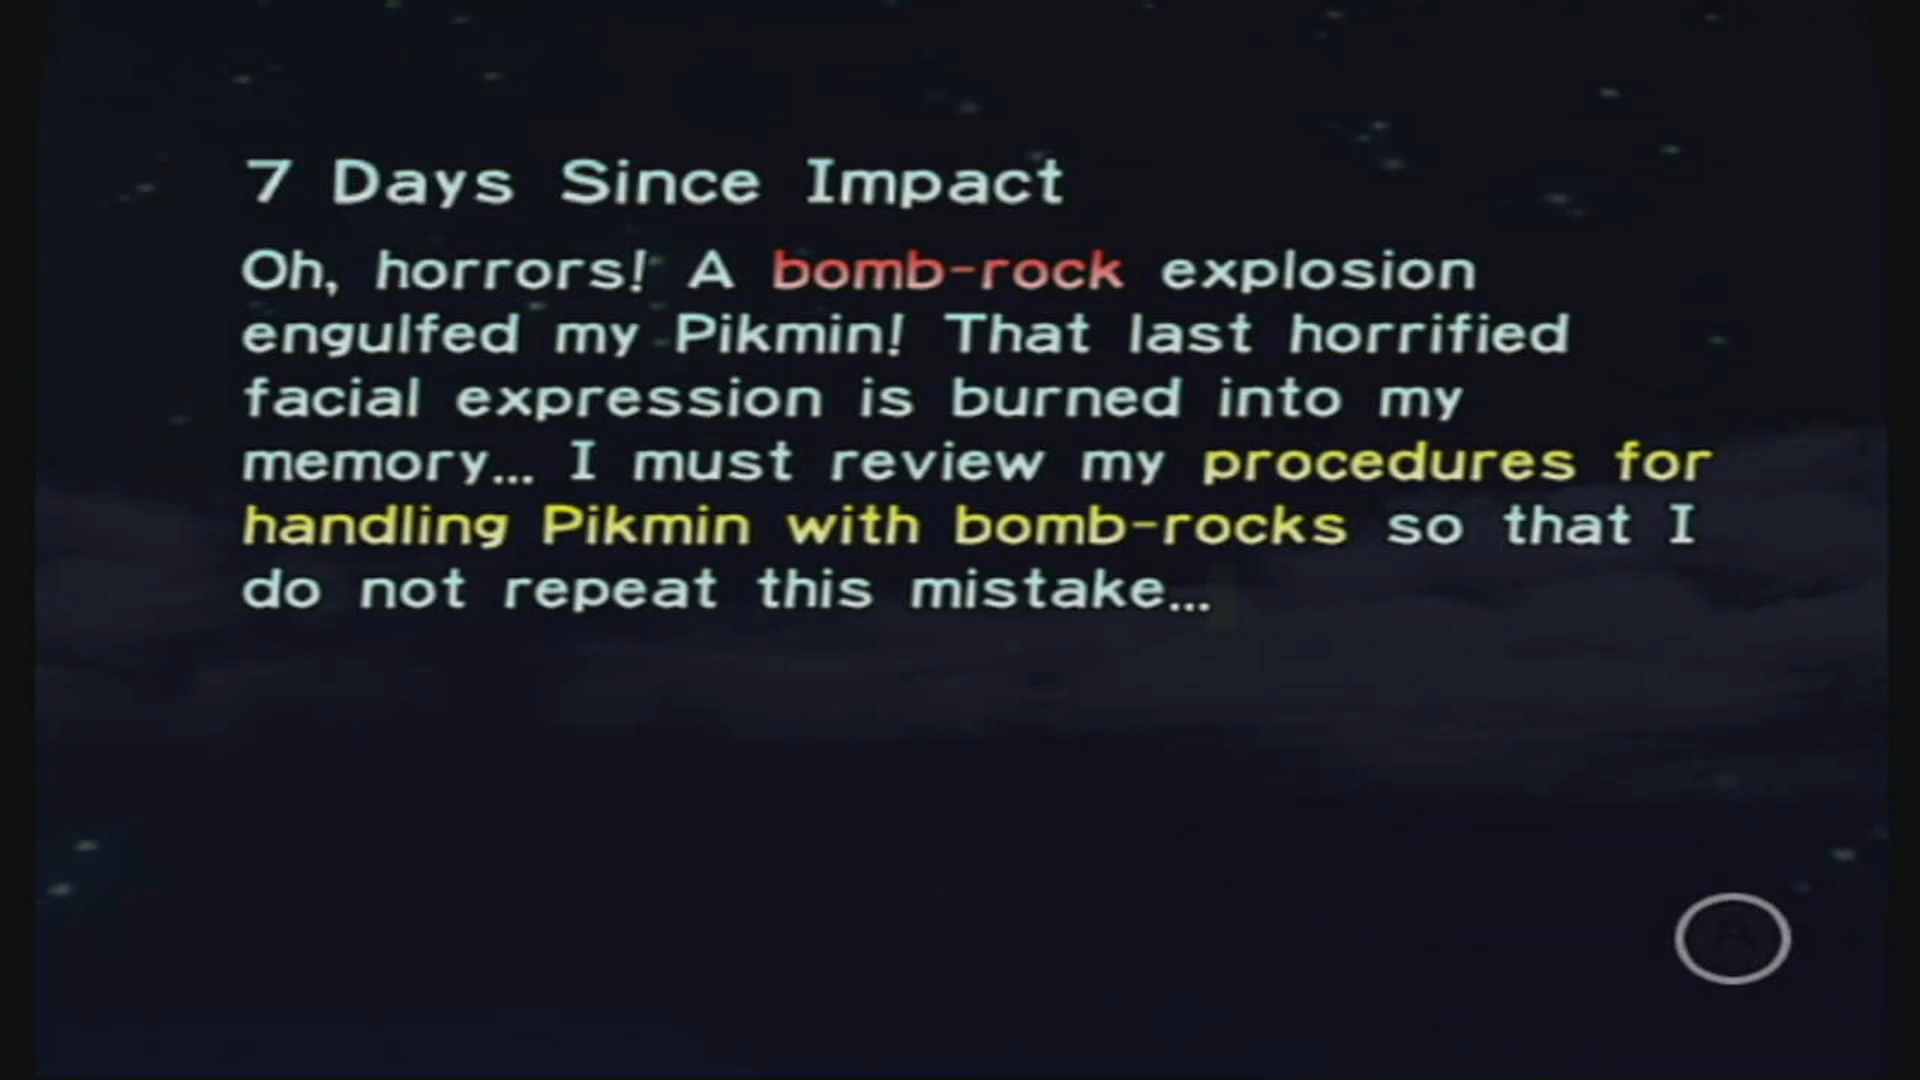 7 Days Since Impact
Oh, horrors! A bomb-rock explosion
engulfed my Pikmin! That last horrified
facial expression is burned into my
memory... I must review my procedures for
handling Pikmin with bomb-rocks so that I
do not repeat this mistake...